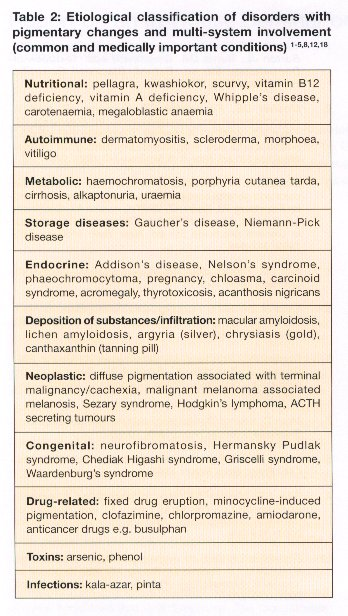 Table 2: Etiological classification of disorders with
pigmentary changes and multi-system involvement
(common and medically important conditions) 1-5,8,12,18
Nutritional: pellagra, kwashiokor, scurvy, vitamin B12
deficiency, vitamin A deficiency, Whipple's disease,
carotenaemia, megaloblastic anaemia
Autoimmune: dermatomyositis, scleroderma, morphoea,
vitiligo
Metabolic: haemochromatosis, porphyria cutanea tarda,
cirrhosis, alkaptonuria, uraemia
Storage diseases: Gaucher's disease, Niemann-Pick
disease
Endocrine: Addison's disease, Nelson's syndrome,
phaeochromocytoma, pregnancy, chloasma, carcinoid
syndrome, acromegaly, thyrotoxicosis, acanthosis nigricans
Deposition of substances/infiltration: macular amyloidosis,
lichen amyloidosis, argyria (silver), chrysiasis (gold),
canthaxanthin (tanning pill)
Neoplastic: diffuse pigmentation associated with terminal
malignancy/cachexia, malignant melanoma associated
melanosis, Sezary syndrome, Hodgkin's lymphoma, ACTH
secreting tumours
Congenital: neurofibromatosis, Hermansky Pudlak
syndrome, Chediak Higashi syndrome, Griscelli syndrome,
Waardenburg's syndrome
Drug-related: fixed drug eruption, minocycline-induced
pigmentation, clofazimine, chlorpromazine, amiodarone,
anticancer drugs e.g. busulphan
Toxins: arsenic, phenol
Infections: kala-azar, pinta